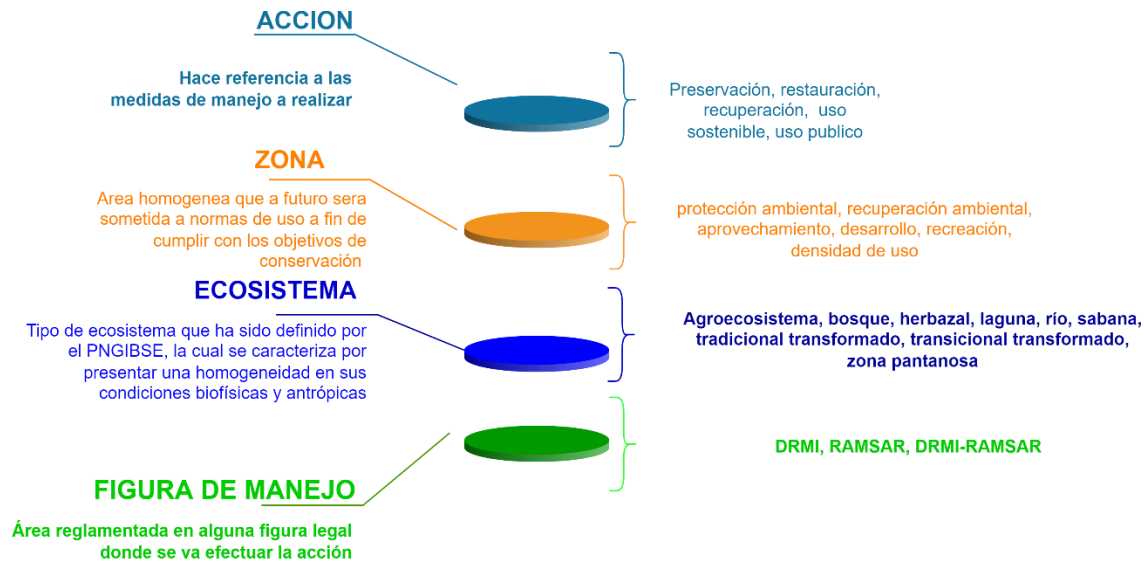 ACCION
Hace referencia a las
medidas de manejo a realizar
Preservación, restauración,
recuperación, uso
sostenible, uso publico
ZONA
Area homogenea que a futuro sera
sometida a normas de uso a fin de
cumplir con los objetivos de
conservación
protección ambiental, recuperación ambiental,
aprovechamiento, desarrollo, recreación,
densidad de uso
ECOSISTEMA
Tipo de ecosistema que ha sido definido por
el PNGIBSE, la cual se caracteriza por
presentar una homogeneidad en sus
condiciones biofísicas y antrópicas
Agroecosistema, bosque, herbazal, laguna, río, sabana,
tradicional transformado, transicional transformado,
zona pantanosa
DRMI, RAMSAR, DRMI-RAMSAR
FIGURA DE MANEJO
Área reglamentada en alguna figura legal
donde se va efectuar la acción